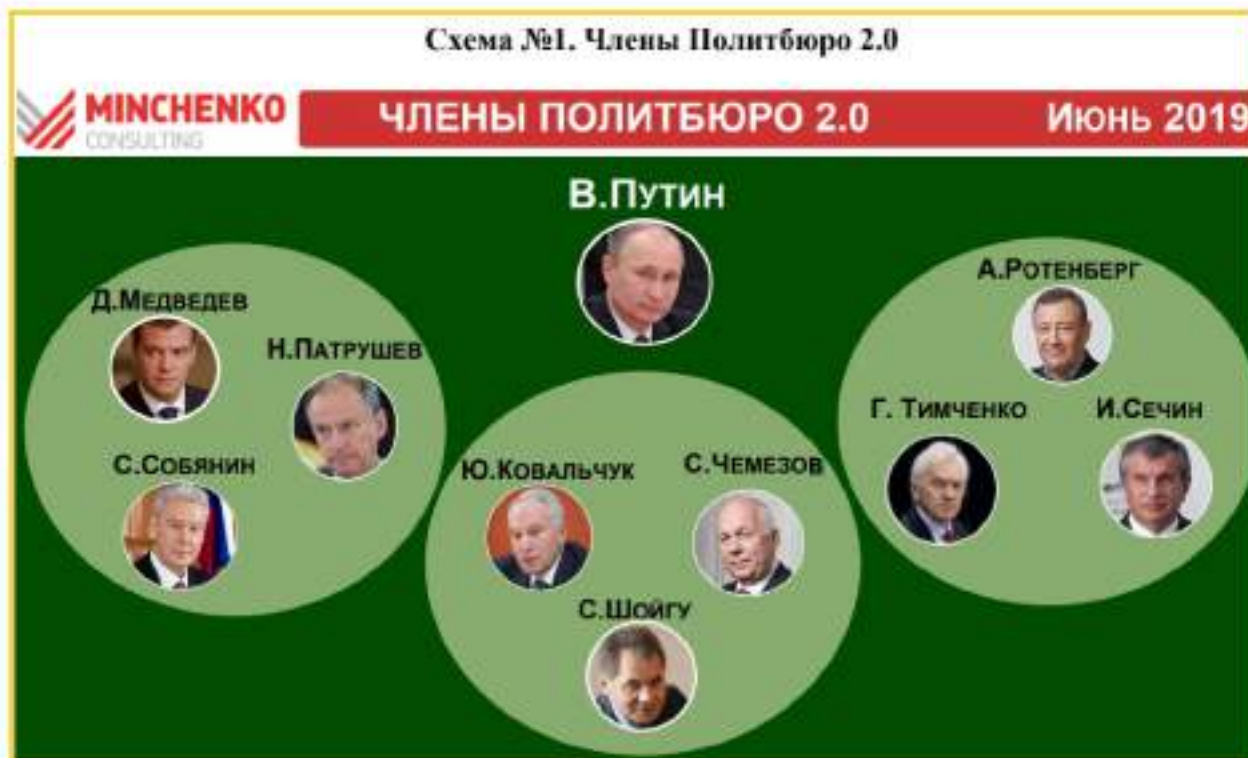 Схема №1. Члены Политбюро 2.0
MINCHENKO
CONSULTING
ЧЛЕНЫ ПОЛИТБЮРО 2.0
Июнь 2019
В.Путин
Д.Медведев
Н.Патрушев
С.Собянин
Ю.Ковальчук
С.Чемезов
С.Шойгу
А.Ротенберг
Г. Тимченко
И.Сечин